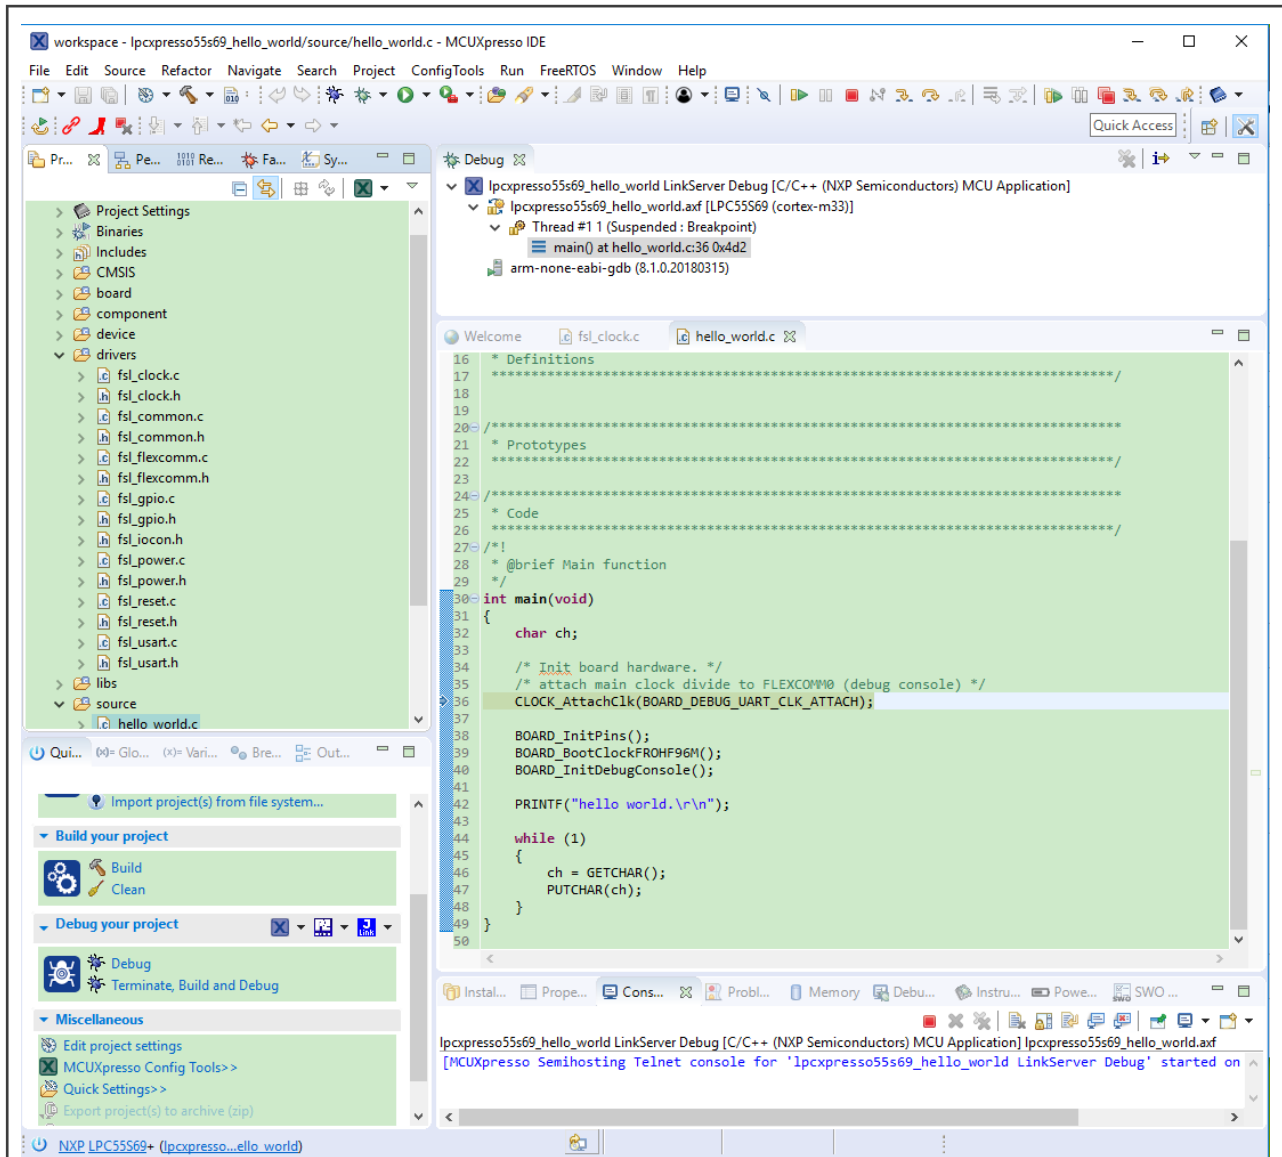 workspace - lpcxpresso55s69_hello_world/source/hello_world.c - MCUXpresso IDE
File Edit Source Refactor Navigate Search Project ConfigTools Run FreeRTOS Window Help
Quick Access
Pr... Pe... Re... Fa... Sy...
Project Settings
Binaries
Includes
CMSIS
board
component
device
drivers
fsl_clock.c
fsl_clock.h
fsl_common.c
fsl_common.h
fsl_flexcomm.c
fsl_flexcomm.h
fsl_gpio.c
fsl_gpio.h
fsl_iocon.h
fsl_power.c
fsl_power.h
fsl_reset.c
fsl_reset.h
fsl_usart.c
fsl_usart.h
libs
source
hello_world.c
Debug
lpcxpresso55s69_hello_world LinkServer Debug [C/C++ (NXP Semiconductors) MCU Application]
lpcxpresso55s69_hello_world.axf [LPC55S69 (cortex-m33)]
Thread #1 1 (Suspended : Breakpoint)
main() at hello_world.c:36 0x4d2
arm-none-eabi-gdb (8.1.0.20180315)
Welcome fsl_clock.c hello_world.c
16 * Definitions
17 ******************************************************************************/
18
19
20 /*******************************************************************************
21 * Prototypes
22 ******************************************************************************/
23
24 /*******************************************************************************
25 * Code
26 ******************************************************************************/
27 /*!
28 * @brief Main function
29 */
30 int main(void)
31 {
32 char ch;
33
34 /* Init board hardware. */
35 /* attach main clock divide to FLEXCOMM0 (debug console) */
36 CLOCK_AttachClk(BOARD_DEBUG_UART_CLK_ATTACH);
37
38 BOARD_InitPins();
39 BOARD_BootClockFROHF96M();
40 BOARD_InitDebugConsole();
41
42 PRINTF("hello world.\r\n");
43
44 while (1)
45 {
46 ch = GETCHAR();
47 PUTCHAR(ch);
48 }
49 }
50
Qui... (x)= Glo... (x)= Vari... Bre... Out...
Import project(s) from file system...
Build your project
Build
Clean
Debug your project
Debug
Terminate, Build and Debug
Miscellaneous
Edit project settings
MCUXpresso Config Tools>>
Quick Settings>>
Export project(s) to archive (zip)
Instal... Prope... Cons... Probl... Memory Debu... Instru... Powe... SWO ...
lpcxpresso55s69_hello_world LinkServer Debug [C/C++ (NXP Semiconductors) MCU Application] lpcxpresso55s69_hello_world.axf
[MCUXpresso Semihosting Telnet console for 'lpcxpresso55s69_hello_world LinkServer Debug' started on
NXP LPC55S69+ (lpcxpresso...ello_world)